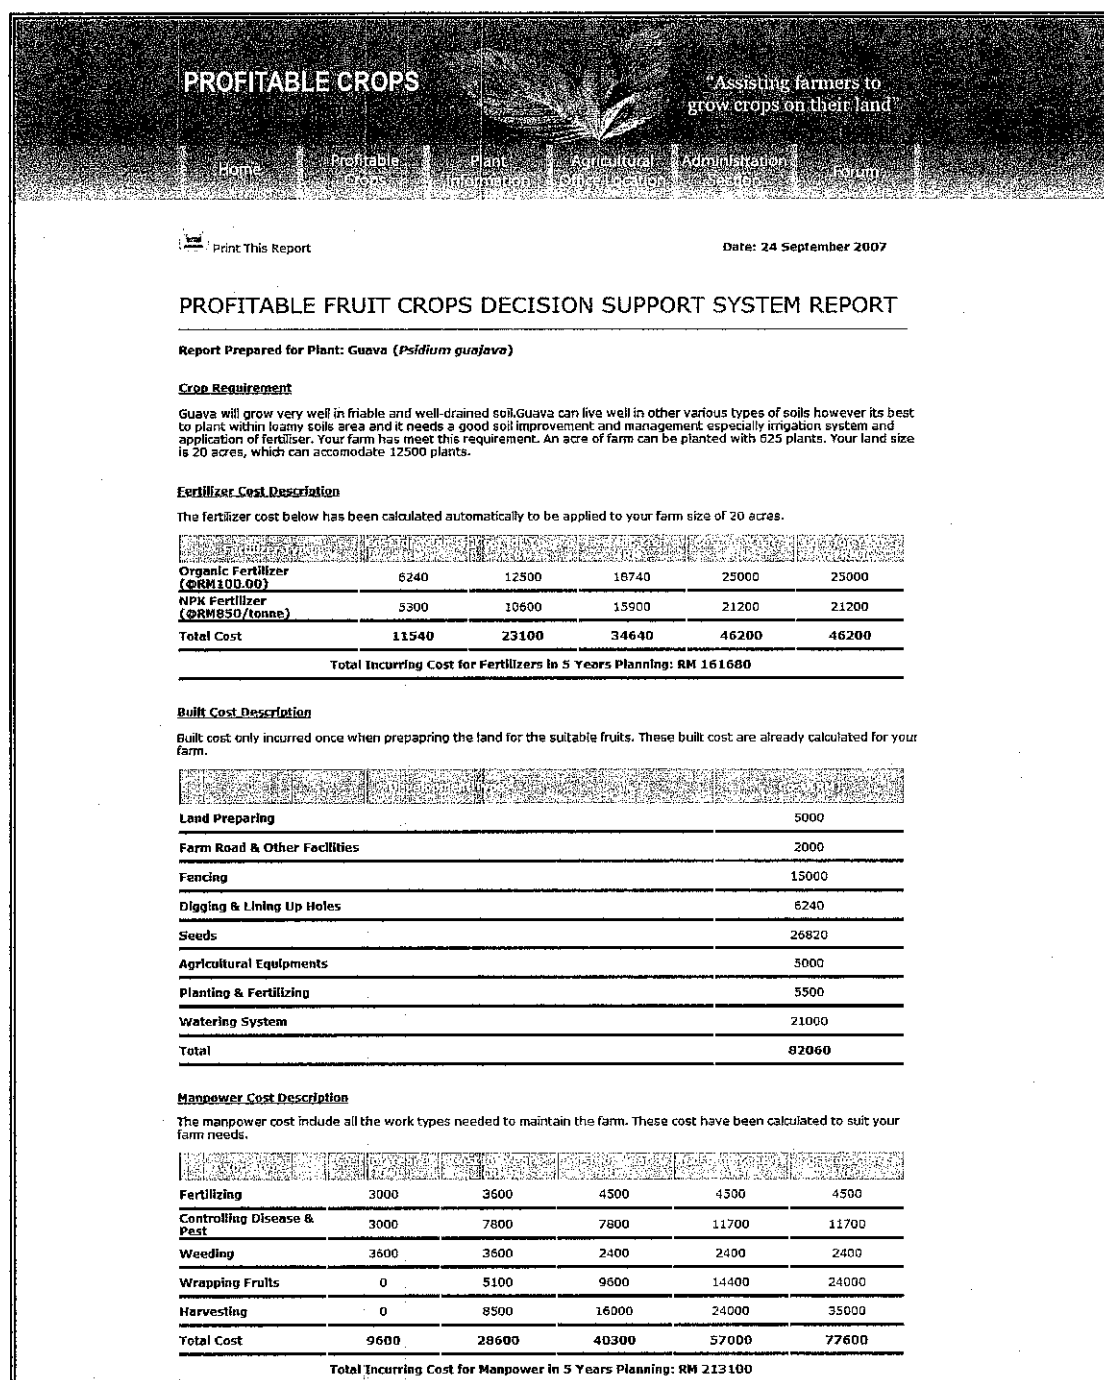 PROFITABLE CROPS
"Assisting farmers to
grow crops on their land"
Home
Profitable
Crops
Plant
Information
Agricultural
Office Location
Administration
Section
Forum
Print This Report
Date: 24 September 2007
PROFITABLE FRUIT CROPS DECISION SUPPORT SYSTEM REPORT
Report Prepared for Plant: Guava (Psidium guajava)
Crop Requirement
Guava will grow very well in friable and well-drained soil.Guava can live well in other various types of soils however its best
to plant within loamy soils area and it needs a good soil improvement and management especially irrigation system and
application of fertiliser. Your farm has meet this requirement. An acre of farm can be planted with 625 plants. Your land size
is 20 acres, which can accomodate 12500 plants.
Fertilizer Cost Description
The fertilizer cost below has been calculated automatically to be applied to your farm size of 20 acres.
Organic Fertilizer
(@RM100.00) 6240 12500 18740 25000 25000
NPK Fertilizer
(@RM850/tonne) 5300 10600 15900 21200 21200
Total Cost 11540 23100 34640 46200 46200
Total Incurring Cost for Fertilizers in 5 Years Planning: RM 161680
Built Cost Description
Built cost only incurred once when prepapring the land for the suitable fruits. These built cost are already calculated for your
farm.
Land Preparing 5000
Farm Road & Other Facilities 2000
Fencing 15000
Digging & Lining Up Holes 6240
Seeds 26820
Agricultural Equipments
Planting & Fertilizing 5500
Watering System 21000
Total 82060
Manpower Cost Description
The manpower cost include all the work types needed to maintain the farm. These cost have been calculated to suit your
farm needs.
Fertilizing 3000 3600 4500 4500 4500
Controlling Disease &
Pest 3000 7800 7800 11700 11700
Weeding 3600 3600 2400 2400 2400
Wrapping Fruits 0 5100 9600 14400 24000
Harvesting 0 8500 16000 24000 35000
Total Cost 9600 28600 40300 57000 77600
Total Incurring Cost for Manpower in 5 Years Planning: RM 213100